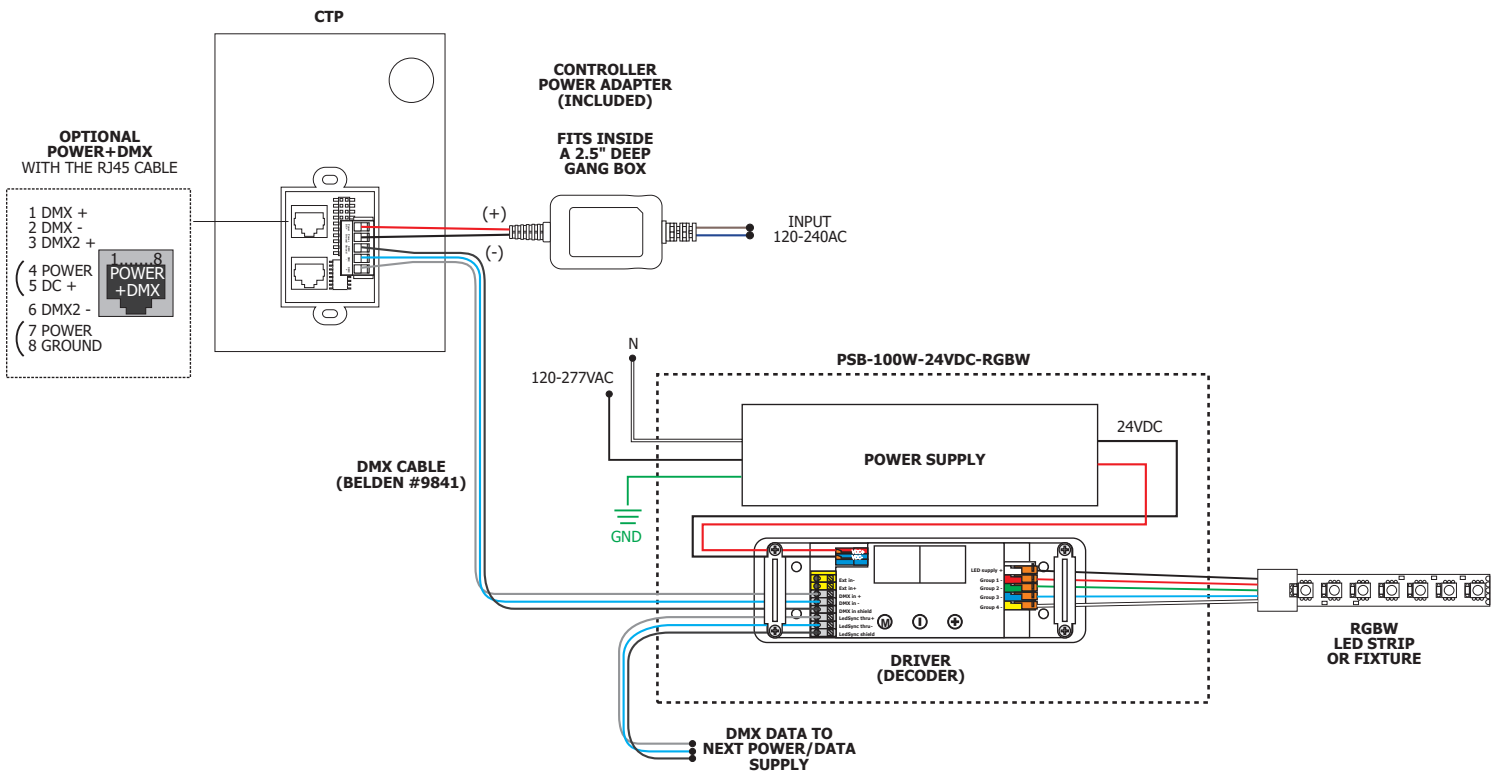 CTP
CONTROLLER
POWER ADAPTER
(INCLUDED)
FITS INSIDE
A 2.5" DEEP
GANG BOX
OPTIONAL
POWER+DMX
WITH THE RJ45 CABLE
1 DMX +
2 DMX -
3 DMX2 +
4 POWER
5 DC +
6 DMX2 -
7 POWER
8 GROUND
1 8
POWER
+DMX
(+)
(-)
INPUT
120-240AC
N
120-277VAC
PSB-100W-24VDC-RGBW
POWER SUPPLY
24VDC
GND
DMX CABLE
(BELDEN #9841)
VDC+
VDC-
Ext in-
Ext in+
DMX in +
DMX in -
DMX in shield
LedSync thru+
LedSync thru-
LedSync shield
M
LED supply +
Group 1 -
Group 2 -
Group 3 -
Group 4 -
DRIVER
(DECODER)
RGBW
LED STRIP
OR FIXTURE
DMX DATA TO
NEXT POWER/DATA
SUPPLY